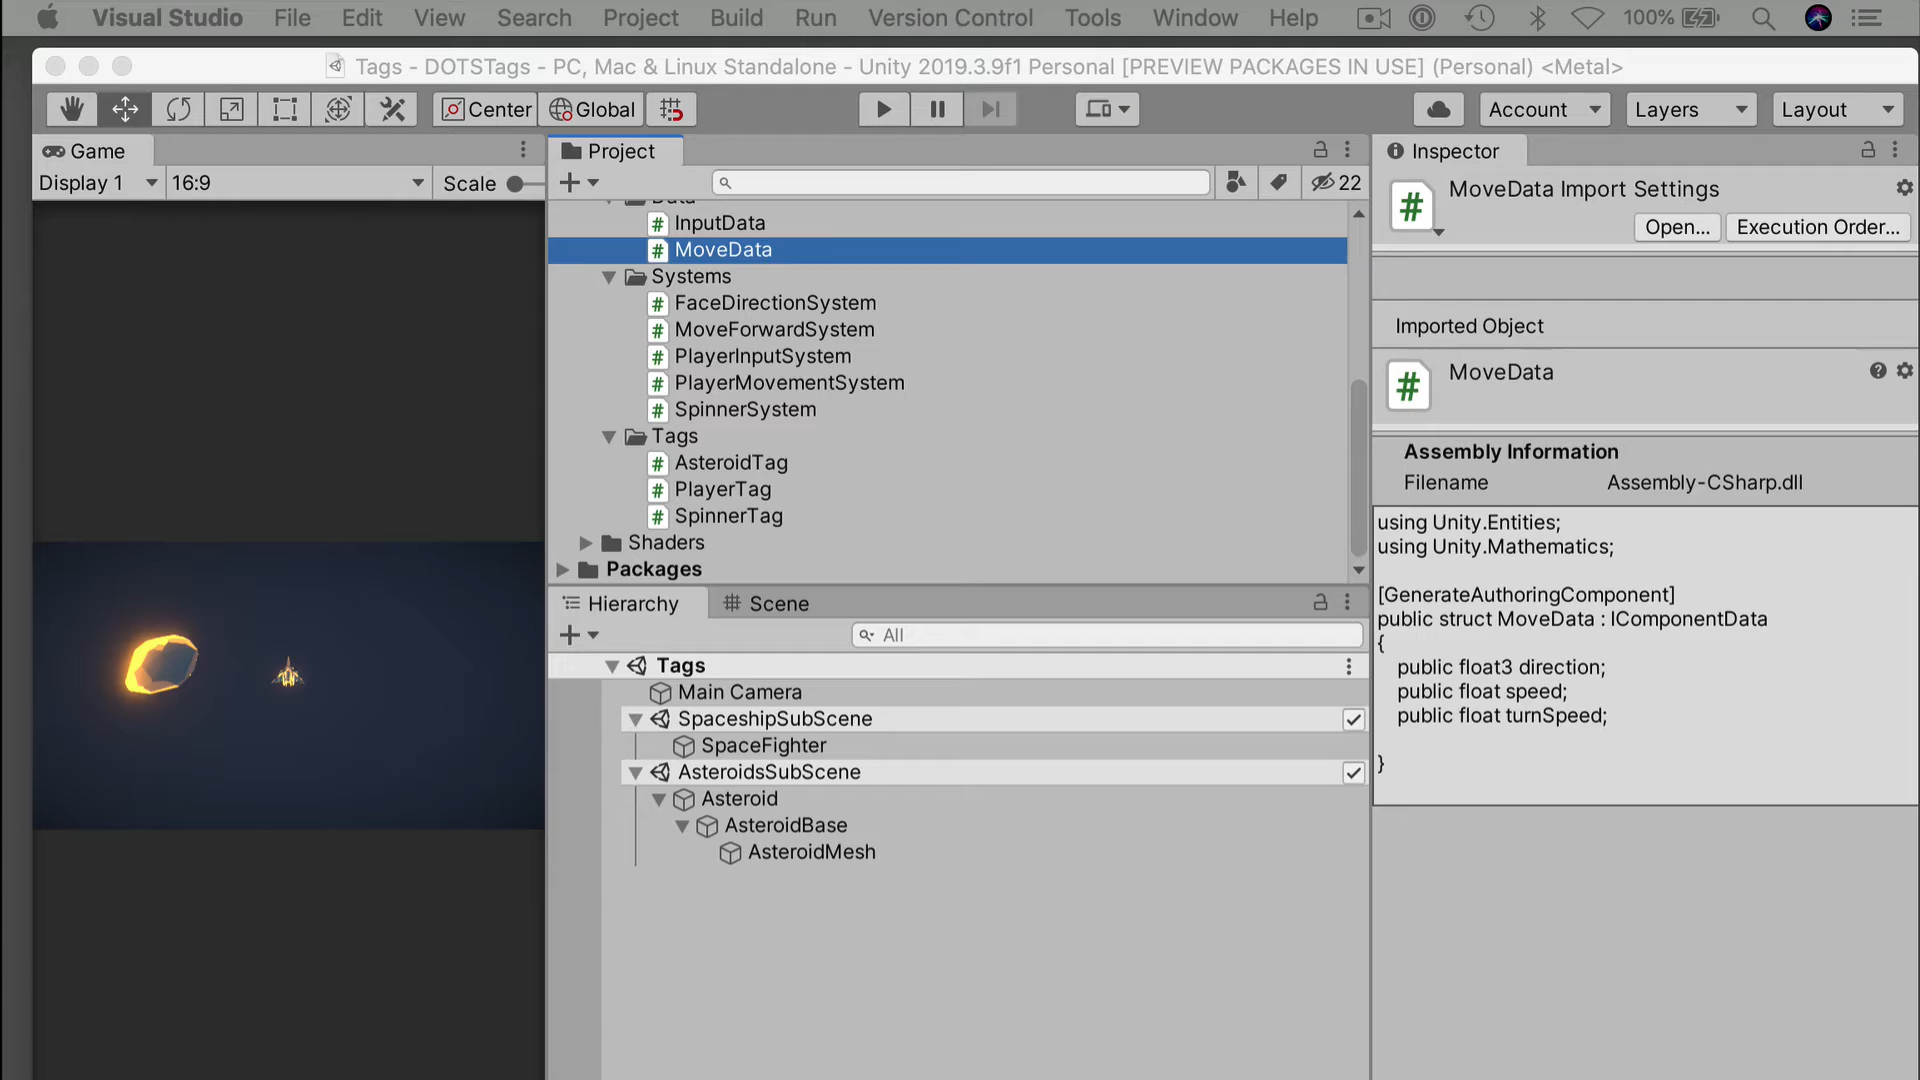 Visual Studio File Edit View Search Project Build Run Version Control Tools Window Help 100%
Tags - DOTSTags - PC, Mac & Linux Standalone - Unity 2019.3.9f1 Personal [PREVIEW PACKAGES IN USE] (Personal) <Metal>
Center Global Account Layers Layout
Game
Display 1 16:9 Scale
Project
22
Data
InputData
MoveData
Systems
FaceDirectionSystem
MoveForwardSystem
PlayerInputSystem
PlayerMovementSystem
SpinnerSystem
Tags
AsteroidTag
PlayerTag
SpinnerTag
Shaders
Packages
Hierarchy Scene
All
Tags
Main Camera
SpaceshipSubScene
SpaceFighter
AsteroidsSubScene
Asteroid
AsteroidBase
AsteroidMesh
Inspector
MoveData Import Settings
Open... Execution Order...
Imported Object
MoveData
Assembly Information
Filename Assembly-CSharp.dll
using Unity.Entities;
using Unity.Mathematics;
[GenerateAuthoringComponent]
public struct MoveData : IComponentData
{
public float3 direction;
public float speed;
public float turnSpeed;
}